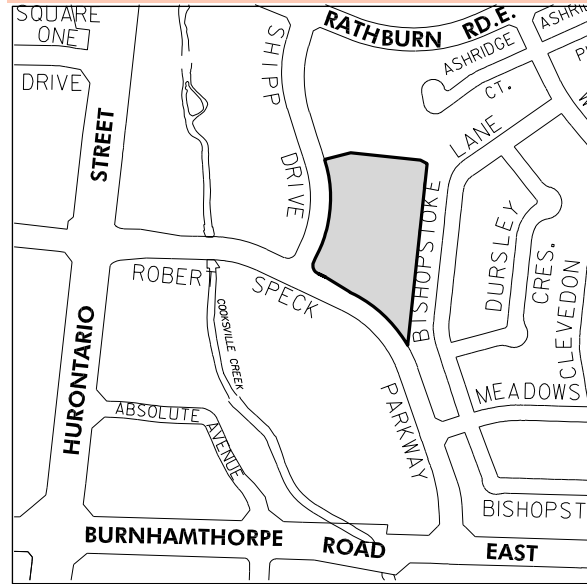 SQUARE
ONE
DRIVE
STREET
HURONTARIO
SHIPP
DRIVE
RATHBURN RD.E.
ASHRIDGE
CT.
LANE
BISHOPSTOKE
DURSLEY
CRES.
CLEVEDON
ROBER SPECK
PARKWAY
COOKSVILLE CREEK
ABSOLUTE
AVENUE
MEADOWS
BISHOPST
BURNHAMTHORPE ROAD EAST